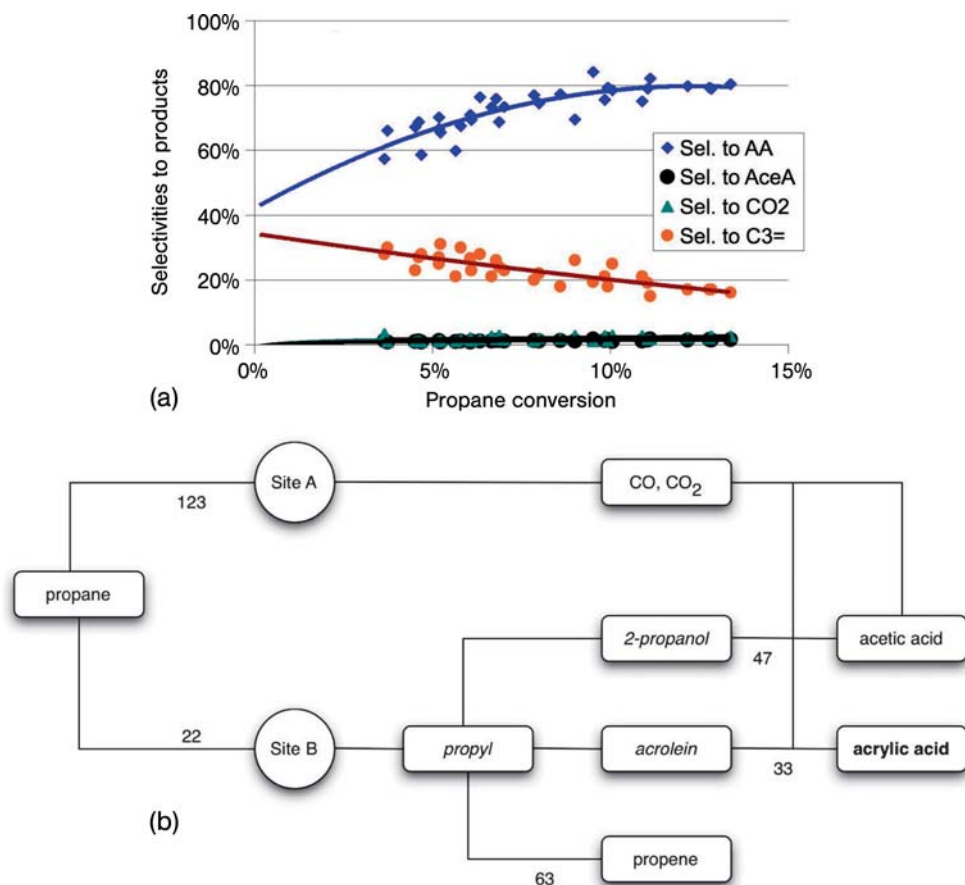 100%
80%
60%
40%
20%
0%
Selectivities to products
Sel. to AA
Sel. to AceA
Sel. to CO2
Sel. to C3=
0%
5%
10%
15%
Propane conversion
(a)
Site A
CO, CO₂
123
propane
2-propanol
acetic acid
47
22
Site B
propyl
acrolein
acrylic acid
33
(b)
propene
63